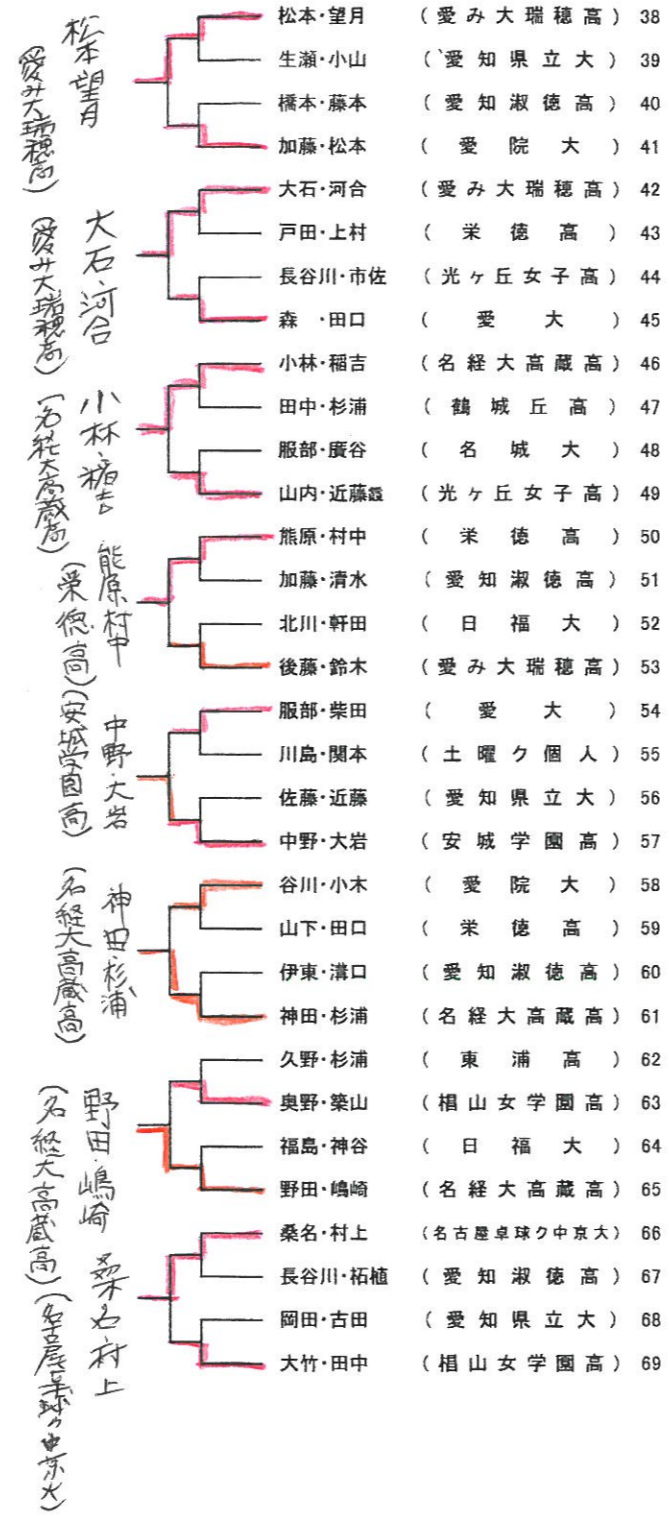 松本・望月 (愛み大瑞穂高) 38
生瀬・小山 (愛知県立大) 39
橋本・藤本 (愛知淑徳高) 40
加藤・松本 (愛院大) 41
大石・河合 (愛み大瑞穂高) 42
戸田・上村 (栄徳高) 43
長谷川・市佐 (光ヶ丘女子高) 44
森・田口 (愛大) 45
小林・稲吉 (名経大高蔵高) 46
田中・杉浦 (鶴城丘高) 47
服部・廣谷 (名城大) 48
山内・近藤霞 (光ヶ丘女子高) 49
熊原・村中 (栄徳高) 50
加藤・清水 (愛知淑徳高) 51
北川・軒田 (日福大) 52
後藤・鈴木 (愛み大瑞穂高) 53
服部・柴田 (愛大) 54
川島・関本 (土曜ク個人) 55
佐藤・近藤 (愛知県立大) 56
中野・大岩 (安城学園高) 57
谷川・小木 (愛院大) 58
山下・田口 (栄徳高) 59
伊東・溝口 (愛知淑徳高) 60
神田・杉浦 (名経大高蔵高) 61
久野・杉浦 (東浦高) 62
奥野・築山 (椙山女学園高) 63
福島・神谷 (日福大) 64
野田・嶋崎 (名経大高蔵高) 65
桑名・村上 (名古屋卓球ク中京大) 66
長谷川・柘植 (愛知淑徳高) 67
岡田・古田 (愛知県立大) 68
大竹・田中 (椙山女学園高) 69
松本望月
(愛み大瑞穂高)
大石・河合
(愛み大瑞穂高)
小林・稲吉
(名経大高蔵高)
熊原村中
(栄徳高)
中野・大岩
(安城学園高)
神田・杉浦
(名経大高蔵高)
野田・嶋崎
(名経大高蔵高)
桑名・村上
(名古屋卓球ク中京大)